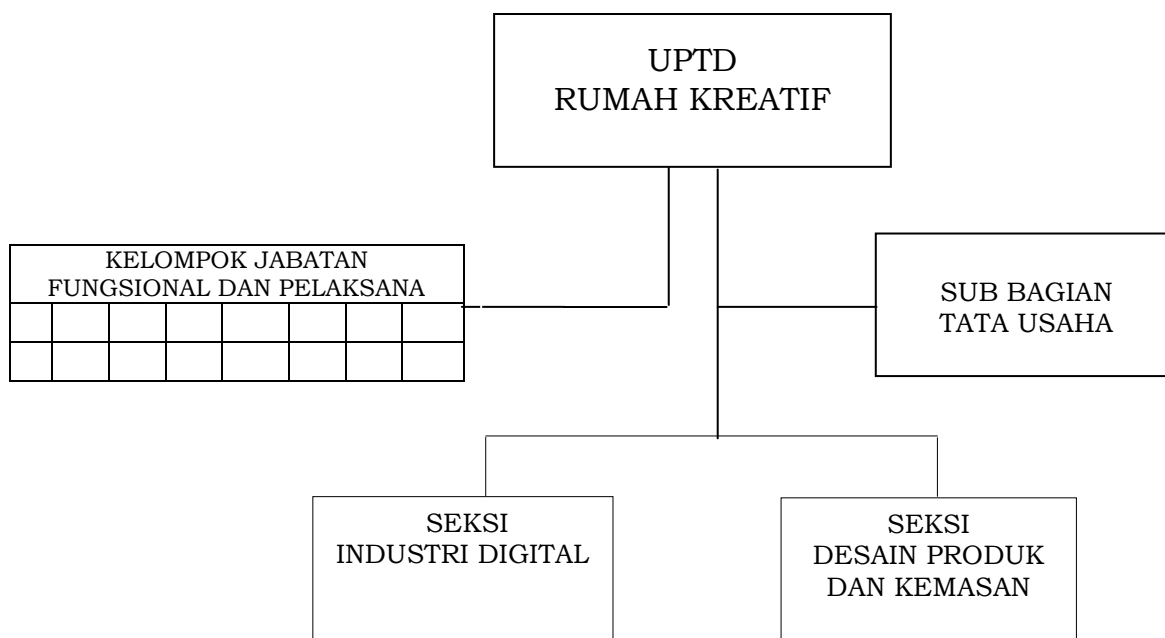 UPTD
RUMAH KREATIF
KELOMPOK JABATAN
FUNGSIONAL DAN PELAKSANA
SUB BAGIAN
TATA USAHA
SEKSI
INDUSTRI DIGITAL
SEKSI
DESAIN PRODUK
DAN KEMASAN